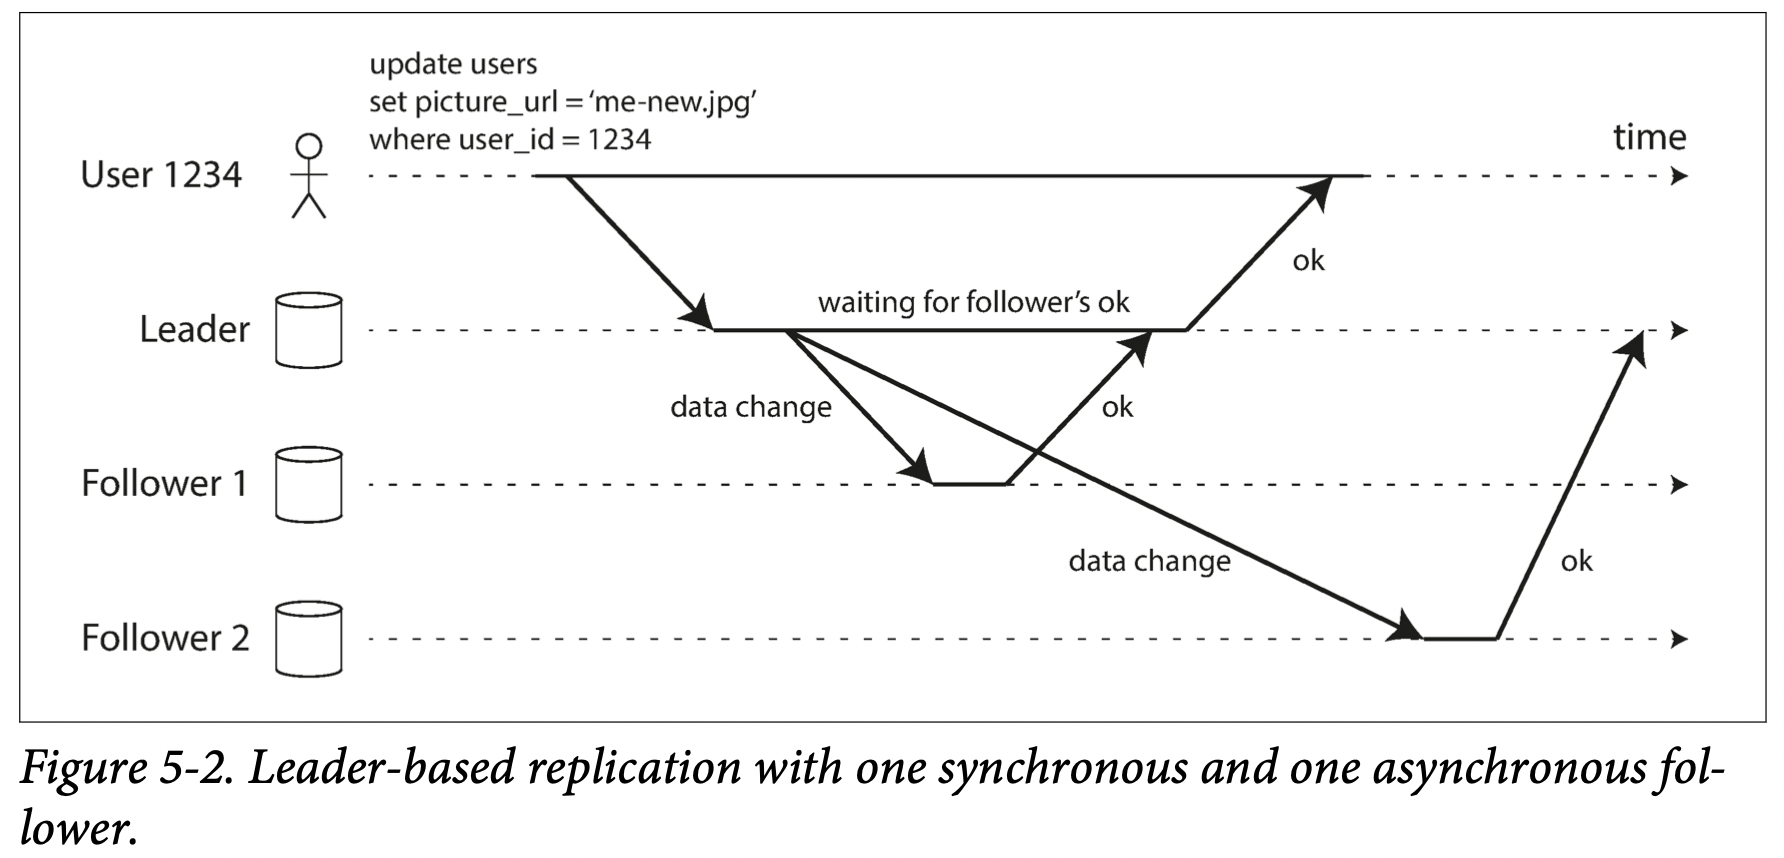 update users
set picture_url = ‘me-new.jpg’
where user_id = 1234
time
User 1234
ok
waiting for follower’s ok
Leader
data change
ok
Follower 1
data change
ok
Follower 2
Figure 5-2. Leader-based replication with one synchronous and one asynchronous fol-
lower.